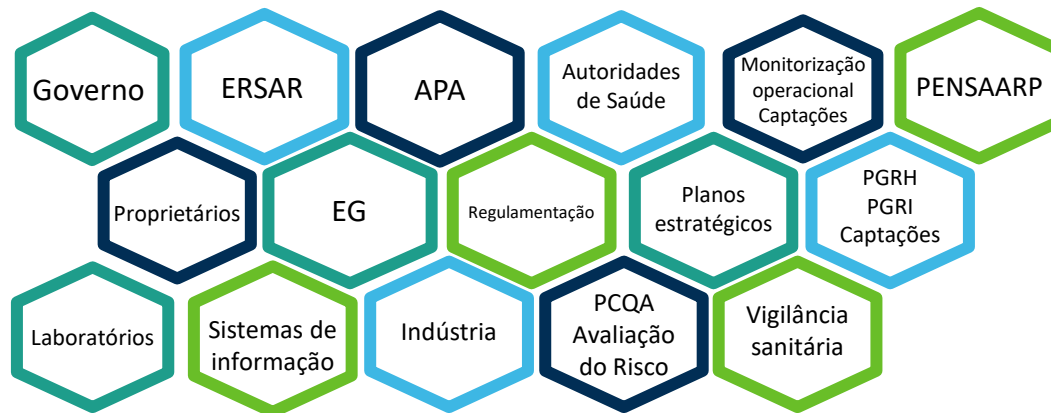 Governo
ERSAR
APA
Autoridades
de Saúde
Monitorização
operacional
Captações
PENSAARP
Proprietários
EG
Regulamentação
Planos
estratégicos
PGRH
PGRI
Captações
Laboratórios
Sistemas de
informação
Indústria
PCQA
Avaliação
do Risco
Vigilância
sanitária